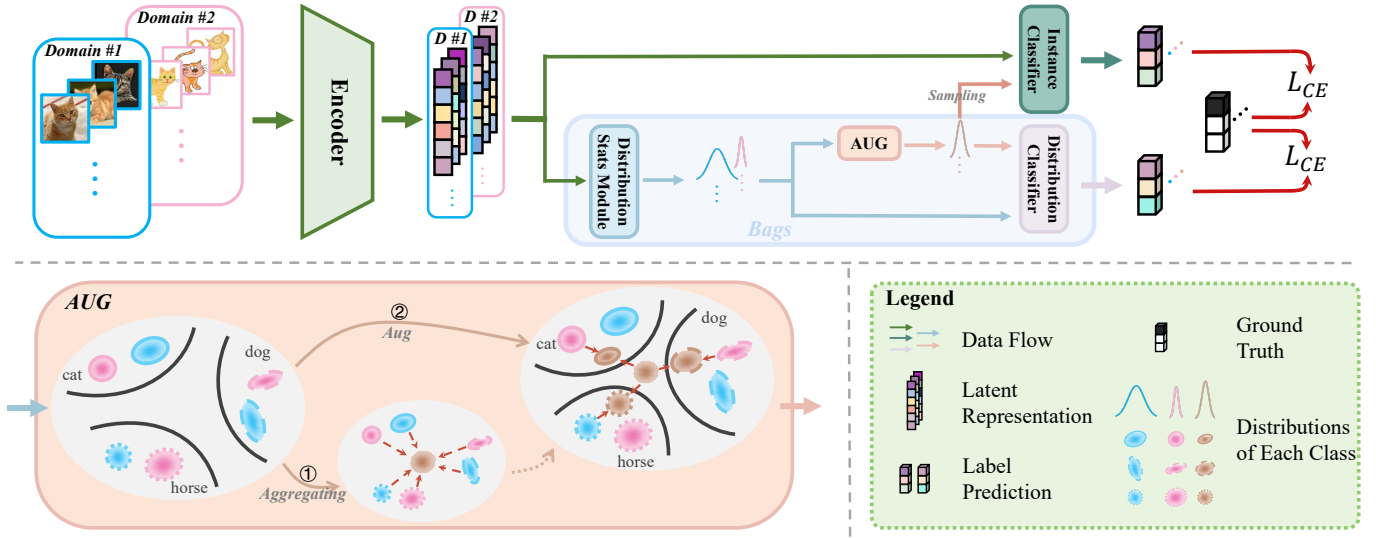 Domain #2
Domain #1
D #2
D #1
Encoder
Instance
Classifier
Sampling
L_CE
L_CE
Distribution
Stats Module
AUG
Distribution
Classifier
Bags
AUG
cat
dog
horse
②
Aug
①
Aggregating
cat
dog
horse
Legend
Data Flow
Ground
Truth
Latent
Representation
Distributions
of Each Class
Label
Prediction